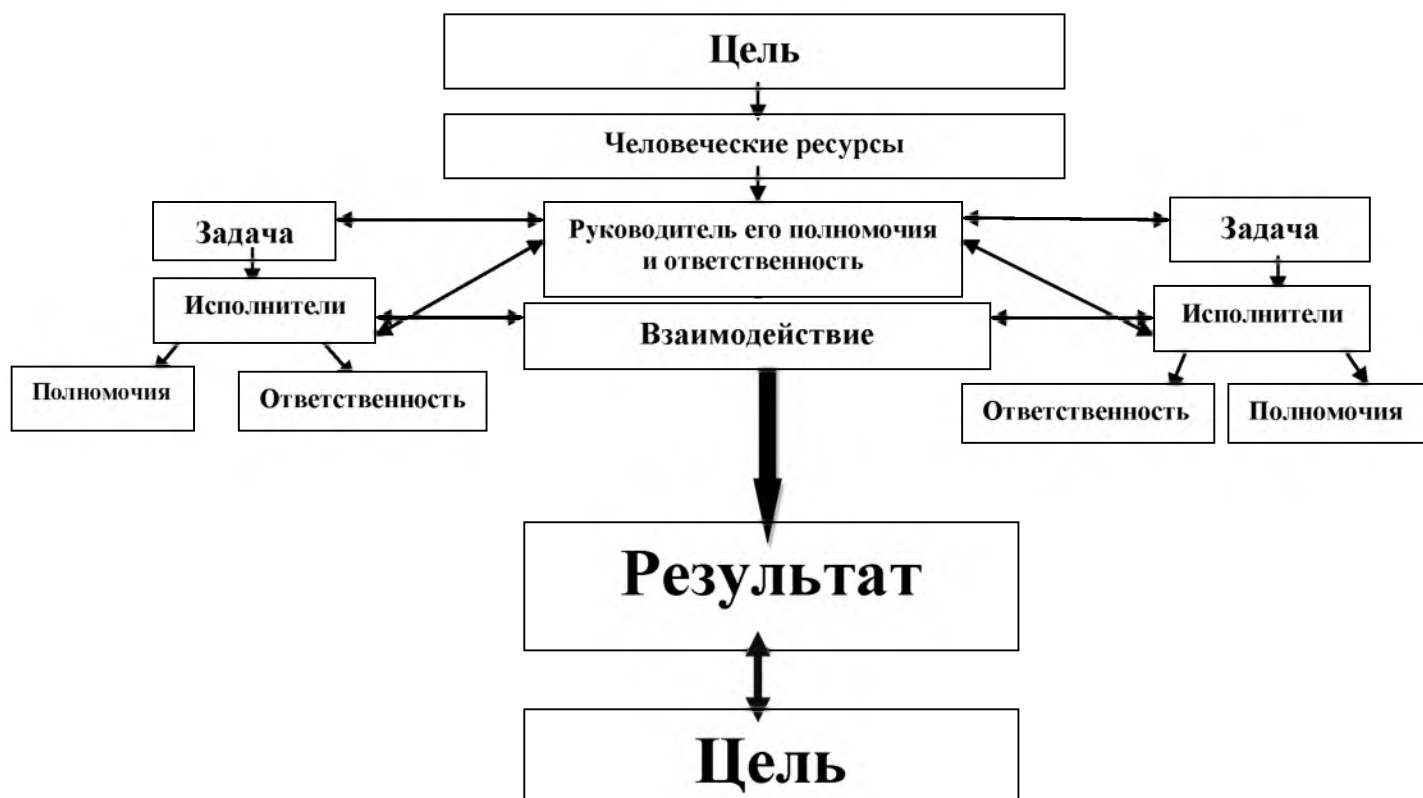 Цель
Человеческие ресурсы
Задача
Руководитель его полномочия
и ответственность
Задача
Исполнители
Взаимодействие
Исполнители
Полномочия
Ответственность
Ответственность
Полномочия
Результат
Цель